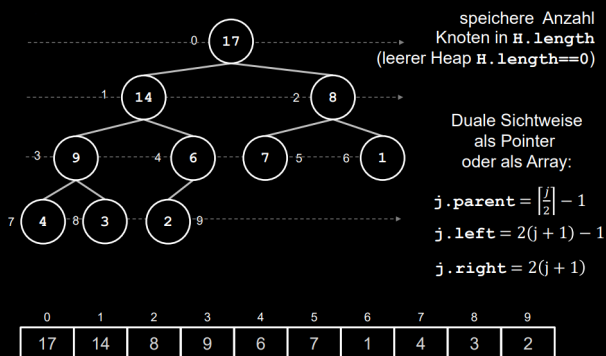 speichere Anzahl
Knoten in H.length
(leerer Heap H.length==0)
0 17
1 14 2 8
3 9 4 6 7 5 6 1
7 4 8 3 2 9
Duale Sichtweise
als Pointer
oder als Array:
j.parent = ⌈j/2⌉ − 1
j.left = 2(j + 1) − 1
j.right = 2(j + 1)
0 1 2 3 4 5 6 7 8 9
17 14 8 9 6 7 1 4 3 2